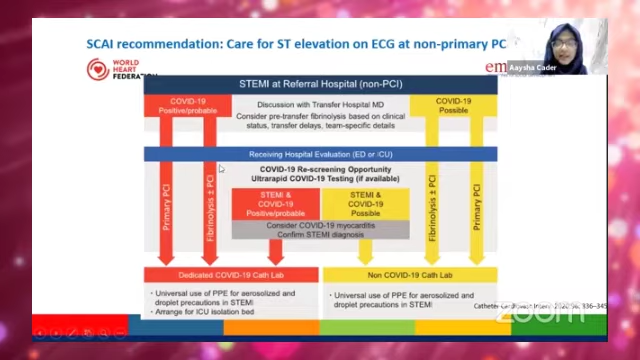 SCAI recommendation: Care for ST elevation on ECG at non-primary PC
WORLD
HEART
FEDERATION
em
Aaysha Cader
STEMI at Referral Hospital (non-PCI)
COVID-19
Positive/probable
Discussion with Transfer Hospital MD
Consider pre-transfer fibrinolysis based on clinical
status, transfer delays, team-specific details
COVID-19
Possible
Receiving Hospital Evaluation (ED or ICU)
COVID-19 Re-screening Opportunity
Ultrarapid COVID-19 Testing (if available)
Primary PCI
Fibrinolysis ± PCI
STEMI &
COVID-19
Positive/probable
STEMI &
COVID-19
Possible
Fibrinolysis ± PCI
Primary PCI
Consider COVID-19 myocarditis
Confirm STEMI diagnosis
Dedicated COVID-19 Cath Lab
Non COVID-19 Cath Lab
• Universal use of PPE for aerosolized and
droplet precautions in STEMI
• Arrange for ICU isolation bed
• Universal use of PPE for aerosolized and
droplet precautions in STEMI
2020; 96: 336–345
zoom